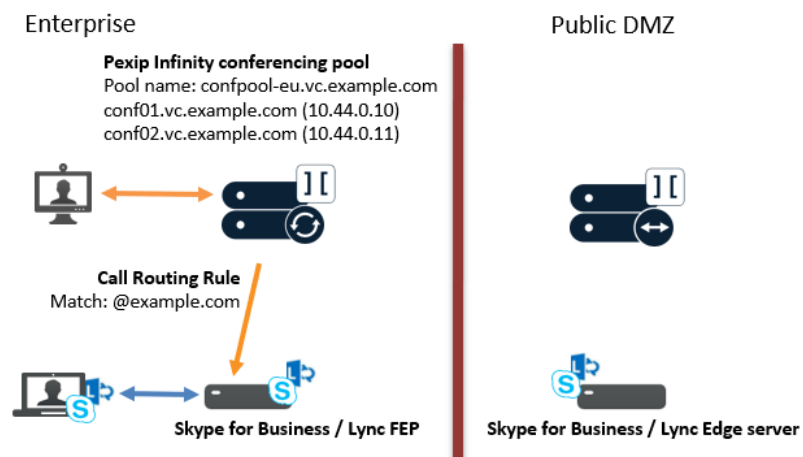 Enterprise
Public DMZ
Pexip Infinity conferencing pool
Pool name: confpool-eu.vc.example.com
conf01.vc.example.com (10.44.0.10)
conf02.vc.example.com (10.44.0.11)
][
][
Call Routing Rule
Match: @example.com
L
S
L
S
L
S
Skype for Business / Lync FEP
Skype for Business / Lync Edge server